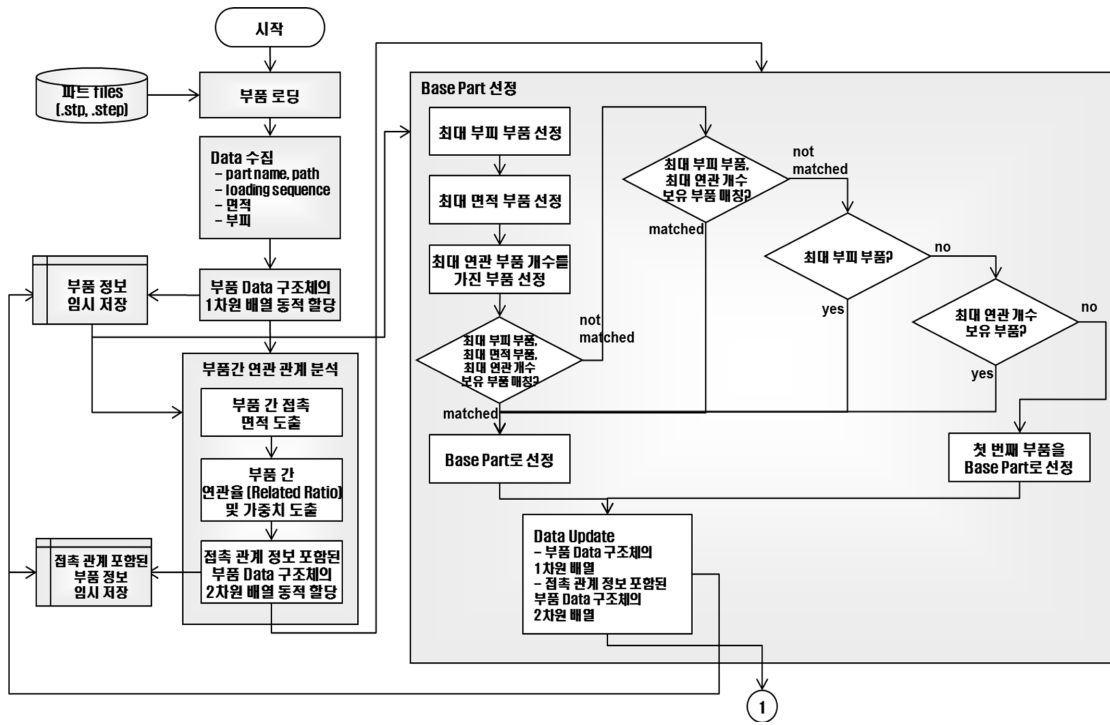 시작
파트 files
(.stp, .step)
부품 로딩
Data 수집
– part name, path
– loading sequence
– 면적
– 부피
부품 정보
임시 저장
부품 Data 구조체의
1차원 배열 동적 할당
부품간 연관 관계 분석
부품 간 접촉
면적 도출
부품 간
연관율 (Related Ratio)
및 가중치 도출
접촉 관계 포함된
부품 정보
임시 저장
접촉 관계 정보 포함된
부품 Data 구조체의
2차원 배열 동적 할당
Base Part 선정
최대 부피 부품 선정
최대 면적 부품 선정
최대 연관 부품 개수를
가진 부품 선정
최대 부피 부품,
최대 면적 부품,
최대 연관 개수
보유 부품 매칭?
not
matched
matched
최대 부피 부품,
최대 연관 개수
보유 부품 매칭?
not
matched
matched
최대 부피 부품?
no
yes
최대 연관 개수
보유 부품?
no
yes
Base Part로 선정
첫 번째 부품을
Base Part로 선정
Data Update
– 부품 Data 구조체의
1차원 배열
– 접촉 관계 정보 포함된
부품 Data 구조체의
2차원 배열
1